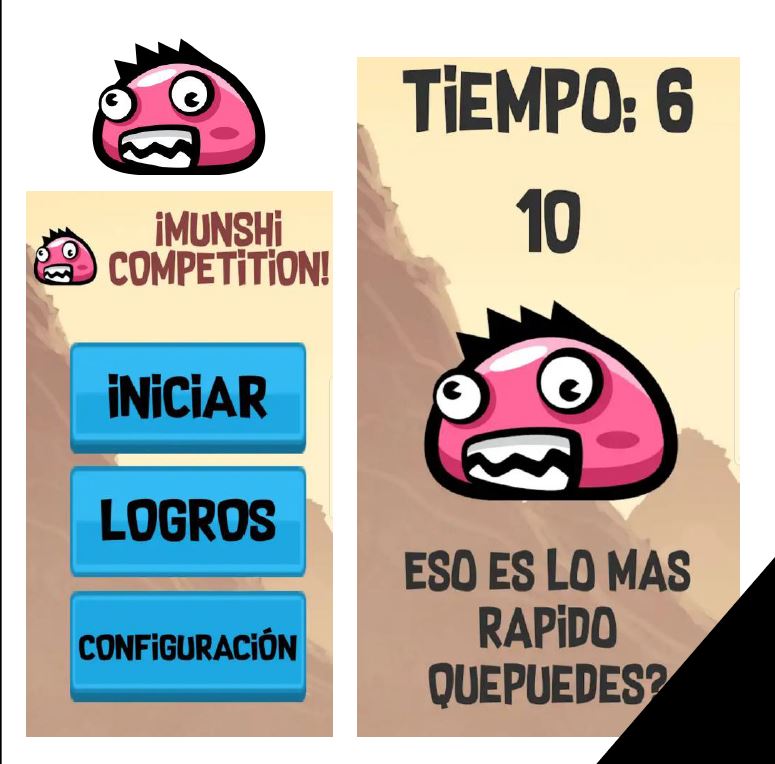 ¡MUNSHI
COMPETITION!
INICIAR
LOGROS
CONFIGURACIÓN
TIEMPO: 6
10
ESO ES LO MAS
RAPIDO
QUEPUEDES?